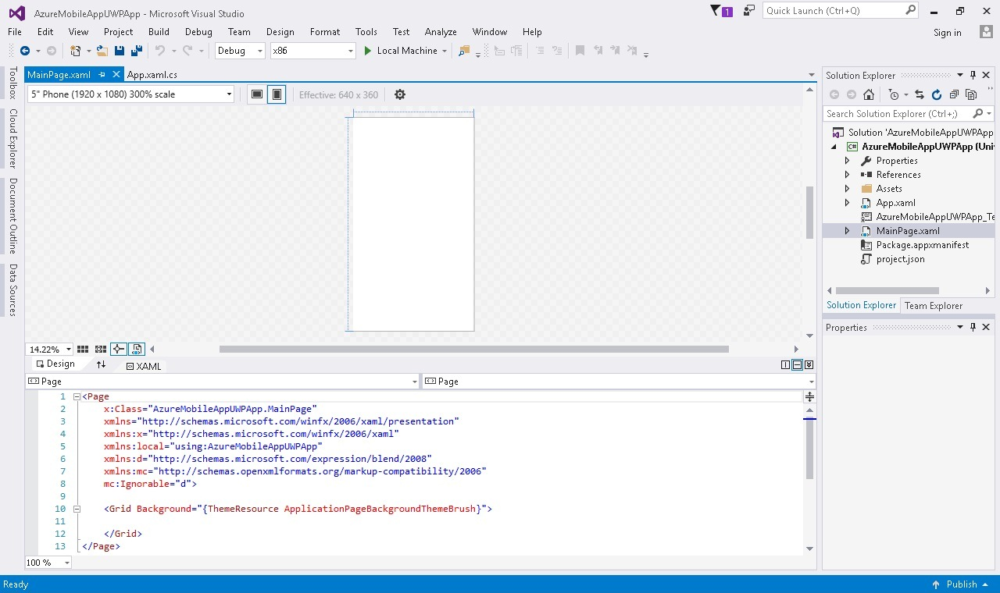 AzureMobileAppUWPApp - Microsoft Visual Studio
1
Quick Launch (Ctrl+Q)
File Edit View Project Build Debug Team Design Format Tools Test Analyze Window Help
Sign in
Debug x86 Local Machine
Toolbox
Cloud Explorer
Document Outline
Data Sources
MainPage.xaml App.xaml.cs
5" Phone (1920 x 1080) 300% scale
Effective: 640 x 360
14.22%
Design
XAML
Page
Page
1 <Page
2 x:Class="AzureMobileAppUWPApp.MainPage"
3 xmlns="http://schemas.microsoft.com/winfx/2006/xaml/presentation"
4 xmlns:x="http://schemas.microsoft.com/winfx/2006/xaml"
5 xmlns:local="using:AzureMobileAppUWPApp"
6 xmlns:d="http://schemas.microsoft.com/expression/blend/2008"
7 xmlns:mc="http://schemas.openxmlformats.org/markup-compatibility/2006"
8 mc:Ignorable="d">
9
10 <Grid Background="{ThemeResource ApplicationPageBackgroundThemeBrush}">
11
12 </Grid>
13 </Page>
100 %
Solution Explorer
Search Solution Explorer (Ctrl+;)
Solution 'AzureMobileAppUWPApp
C# AzureMobileAppUWPApp (Uni
Properties
References
Assets
App.xaml
AzureMobileAppUWPApp_Te
MainPage.xaml
Package.appxmanifest
project.json
Solution Explorer Team Explorer
Properties
Ready
Publish